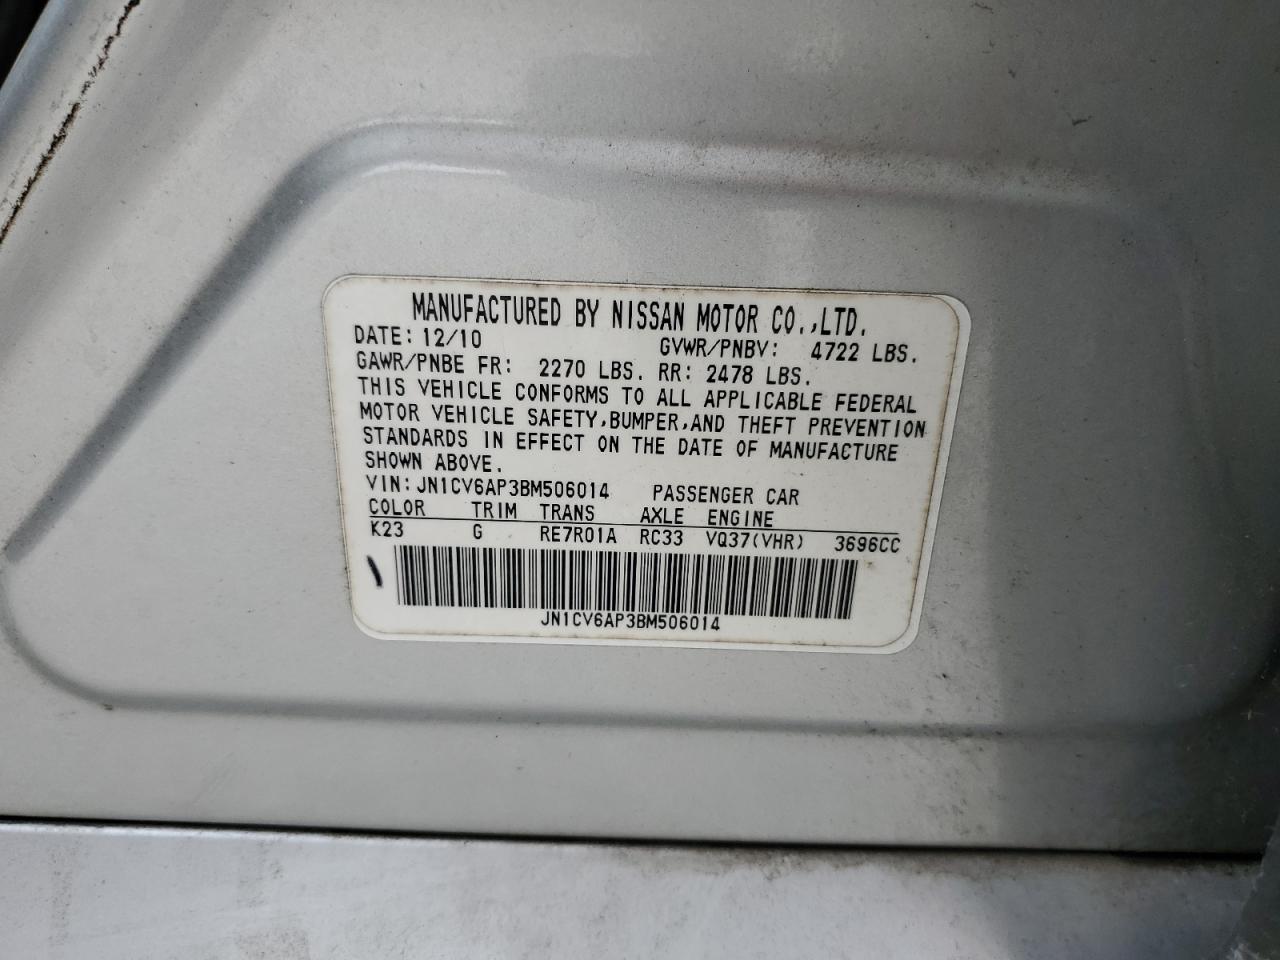 MANUFACTURED BY NISSAN MOTOR CO.,LTD.
DATE: 12/10 GVWR/PNBV: 4722 LBS.
GAWR/PNBE FR: 2270 LBS. RR: 2478 LBS.
THIS VEHICLE CONFORMS TO ALL APPLICABLE FEDERAL
MOTOR VEHICLE SAFETY,BUMPER,AND THEFT PREVENTION
STANDARDS IN EFFECT ON THE DATE OF MANUFACTURE
SHOWN ABOVE.
VIN:JN1CV6AP3BM506014 PASSENGER CAR
COLOR TRIM TRANS AXLE ENGINE
K23 G RE7R01A RC33 VQ37(VHR) 3696CC
JN1CV6AP3BM506014